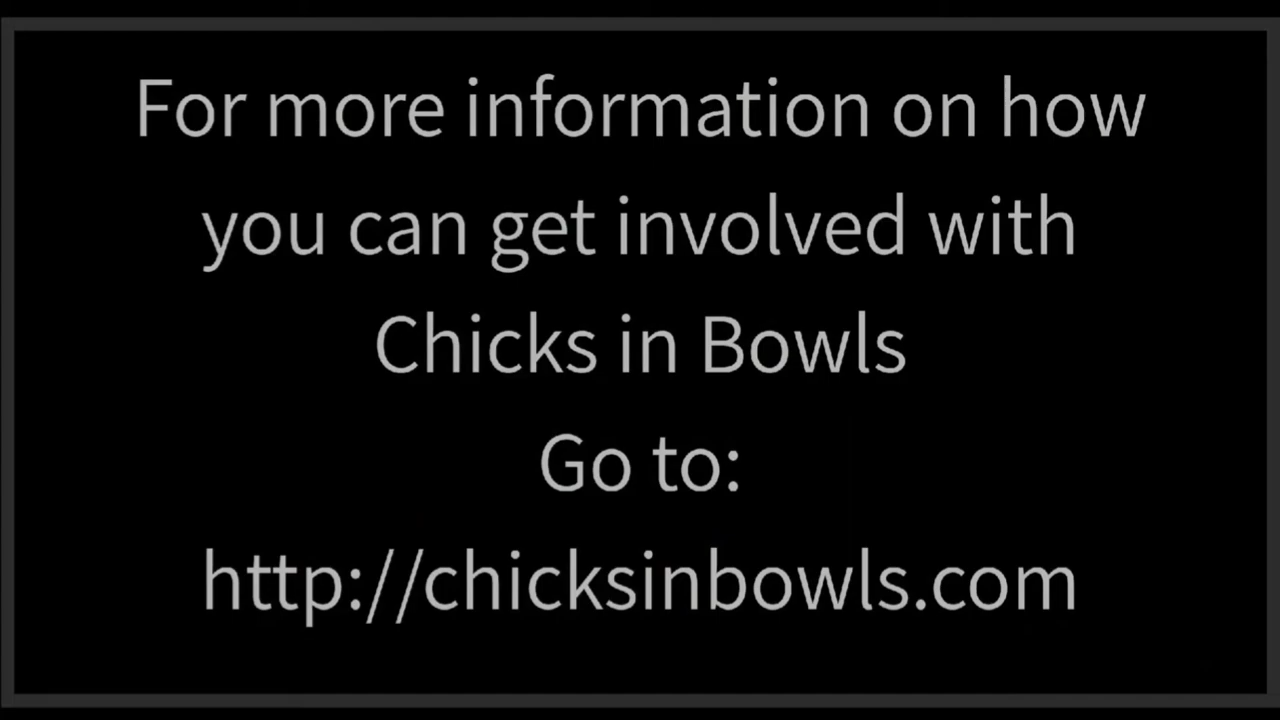 For more information on how
you can get involved with
Chicks in Bowls
Go to:
http://chicksinbowls.com